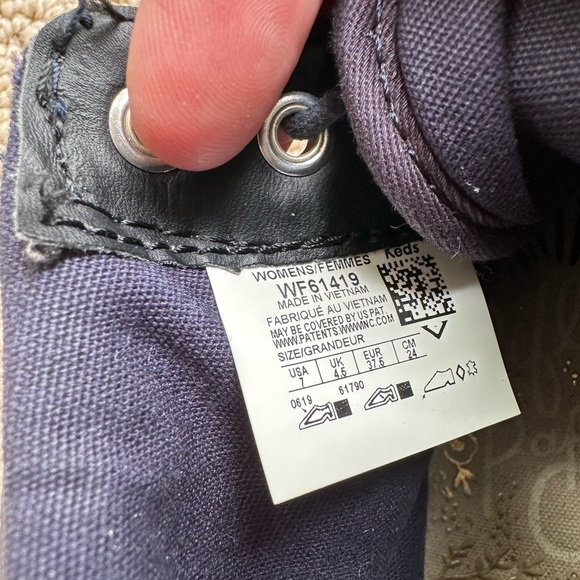 Keds
WOMENS/FEMMES
WF61419
MADE IN VIETNAM
FABRIQUÉ AU VIETNAM
MAY BE COVERED BY US PAT.
WWW.PATENTS.WWWINC.COM
SIZE/GRANDEUR
USA UK EUR CM
7 4.5 37.5 24
0619 61790